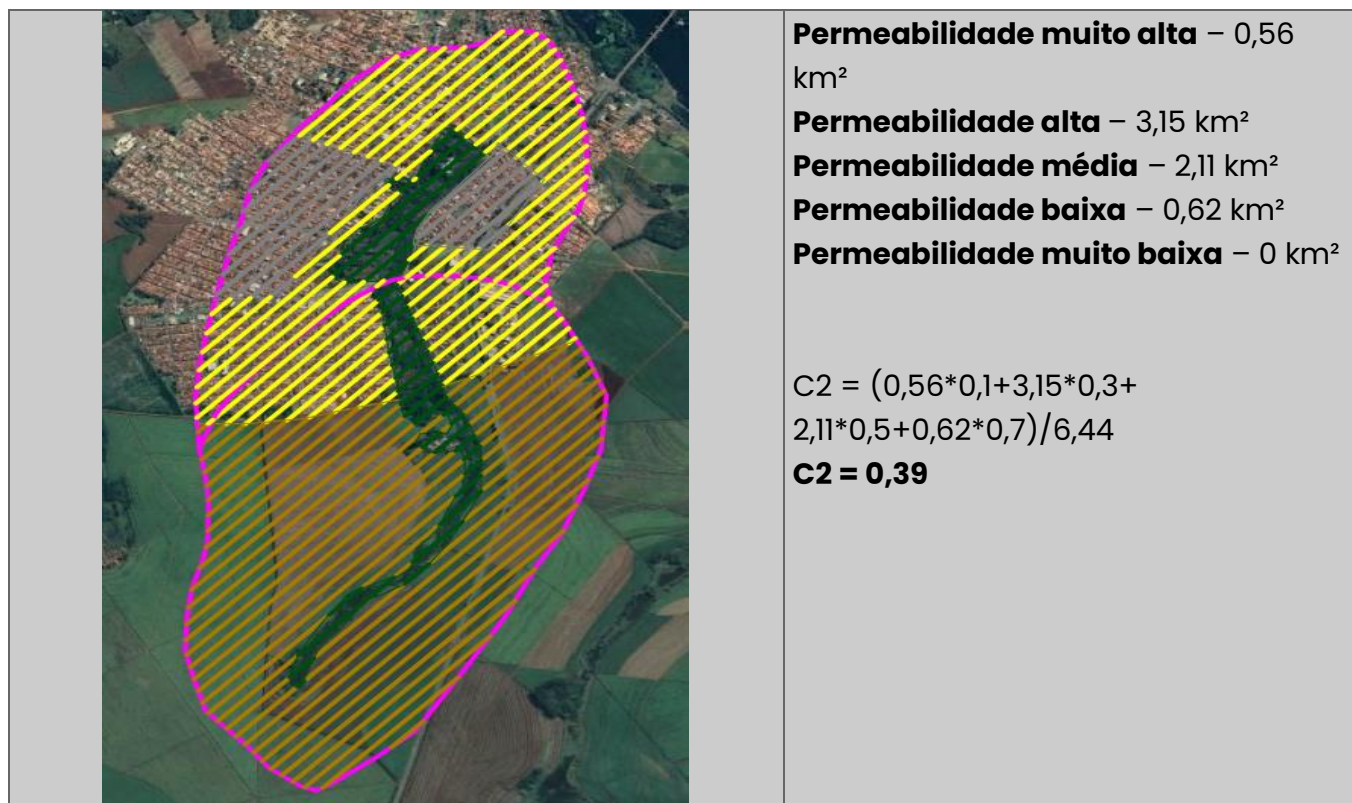 Permeabilidade muito alta – 0,56
km²
Permeabilidade alta – 3,15 km²
Permeabilidade média – 2,11 km²
Permeabilidade baixa – 0,62 km²
Permeabilidade muito baixa – 0 km²
C2 = (0,56*0,1+3,15*0,3+
2,11*0,5+0,62*0,7)/6,44
C2 = 0,39